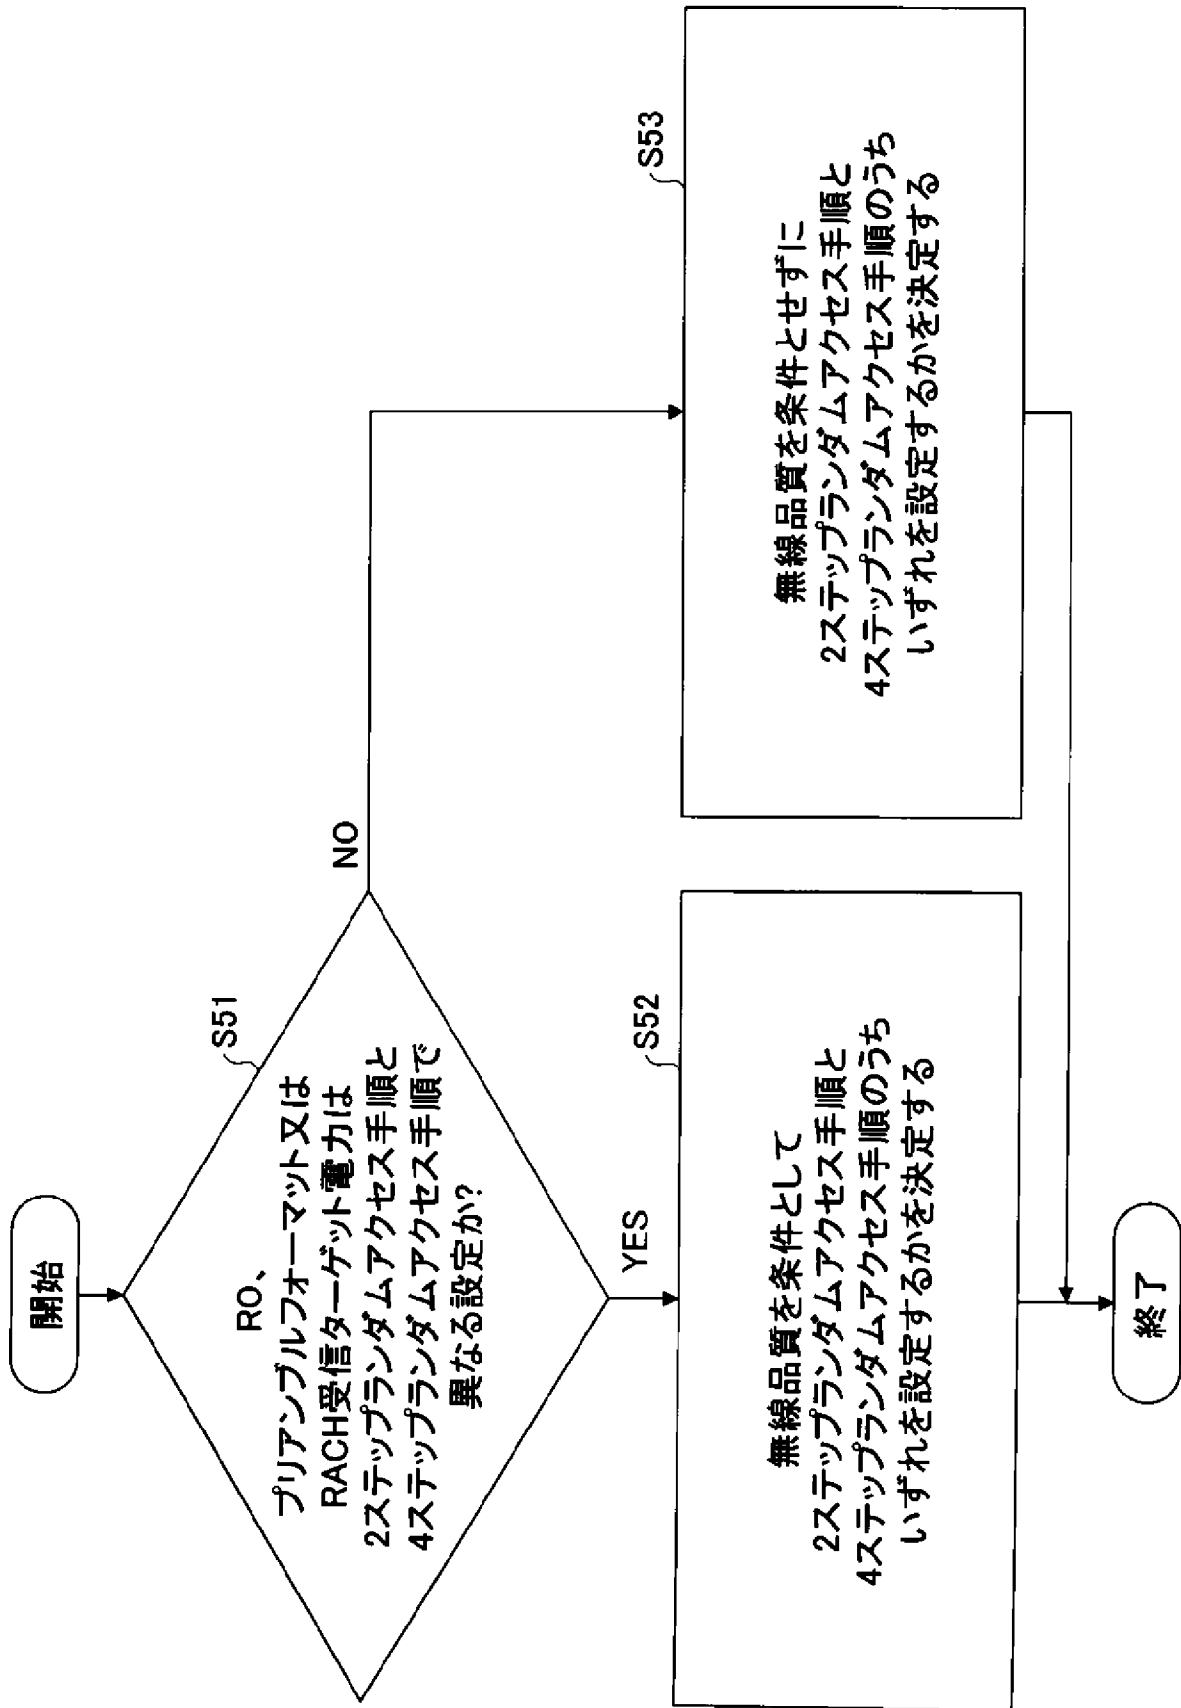 開始
S51
RO、
プリアンブルフォーマット又は
RACH受信ターゲット電力は
2ステップランダムアクセス手順と
4ステップランダムアクセス手順で
異なる設定か?
YES
NO
S52
無線品質を条件として
2ステップランダムアクセス手順と
4ステップランダムアクセス手順のうち
いずれを設定するかを決定する
S53
無線品質を条件とせずに
2ステップランダムアクセス手順と
4ステップランダムアクセス手順のうち
いずれを設定するかを決定する
終了